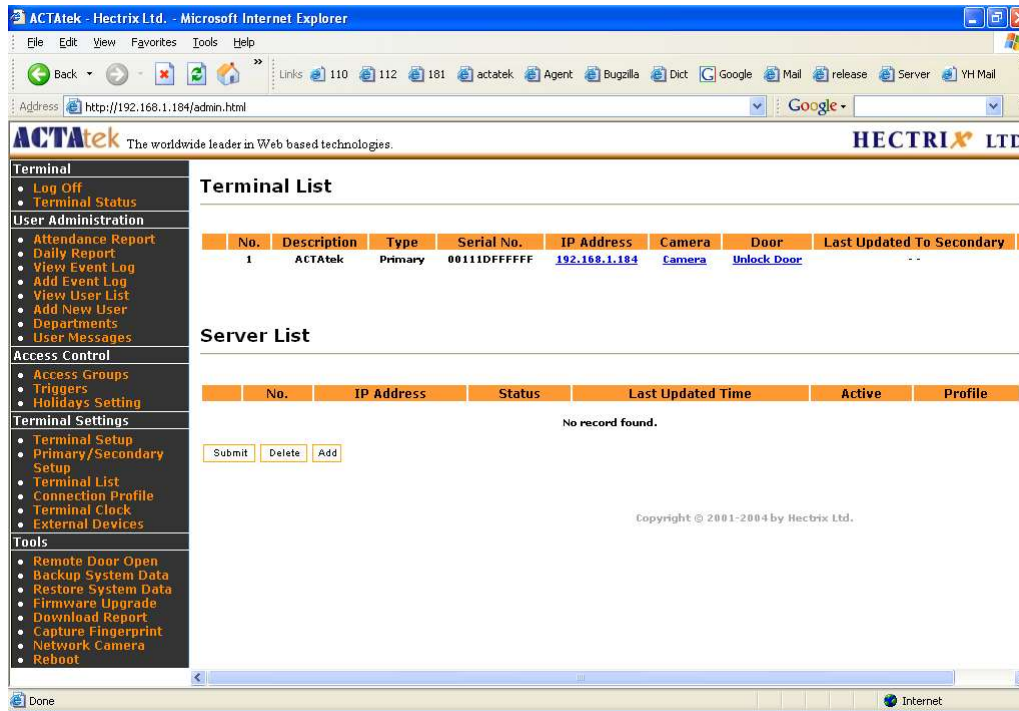 ACTAtek - Hectrix Ltd. - Microsoft Internet Explorer
File Edit View Favorites Tools Help
Back » Links 110 112 181 actatek Agent Bugzilla Dict Google Mail release Server YH Mail
Address http://192.168.1.184/admin.html Google
ACTAtek The worldwide leader in Web based technologies. HECTRIX LTD
Terminal
Log Off
Terminal Status
User Administration
Attendance Report
Daily Report
View Event Log
Add Event Log
View User List
Add New User
Departments
User Messages
Access Control
Access Groups
Triggers
Holidays Setting
Terminal Settings
Terminal Setup
Primary/Secondary
Setup
Terminal List
Connection Profile
Terminal Clock
External Devices
Tools
Remote Door Open
Backup System Data
Restore System Data
Firmware Upgrade
Download Report
Capture Fingerprint
Network Camera
Reboot
Terminal List
No. Description Type Serial No. IP Address Camera Door Last Updated To Secondary
1 ACTAtek Primary 00111DFFFFFF 192.168.1.184 Camera Unlock Door - -
Server List
No. IP Address Status Last Updated Time Active Profile
No record found.
Submit Delete Add
Copyright © 2001-2004 by Hectrix Ltd.
Done Internet